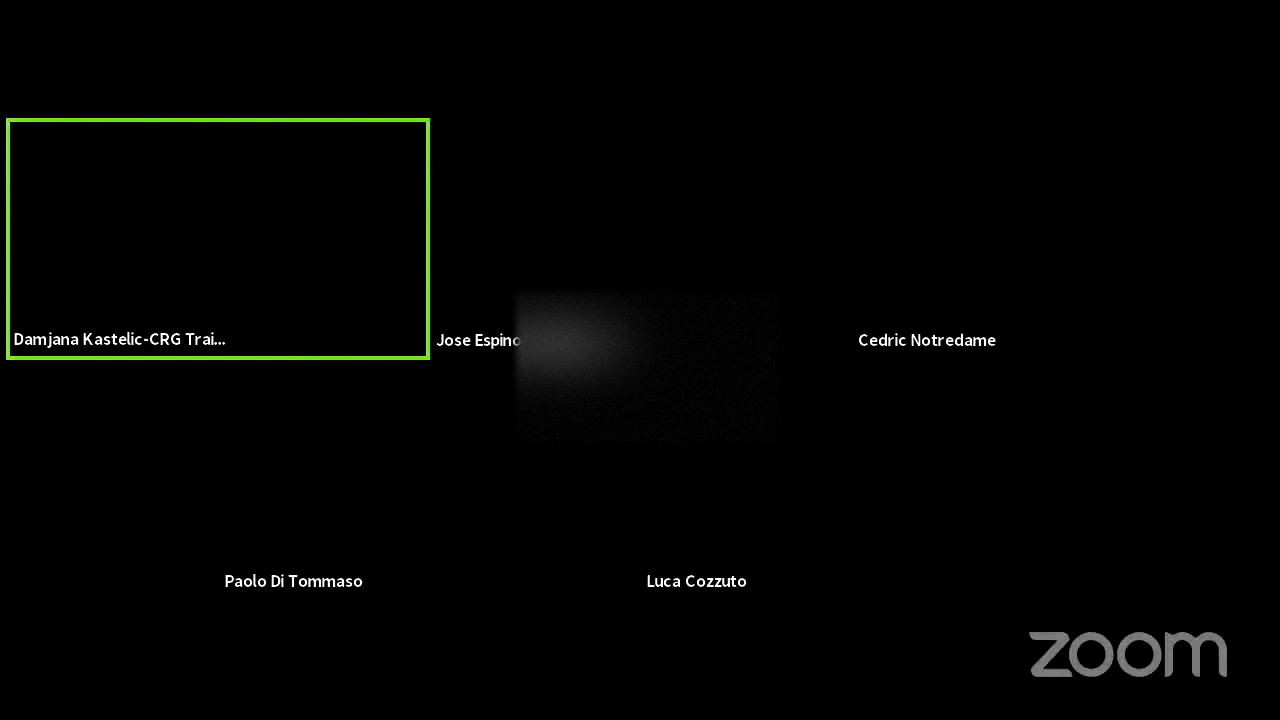 Damjana Kastelic-CRG Trai...
Jose Espino
Cedric Notredame
Paolo Di Tommaso
Luca Cozzuto
zoom